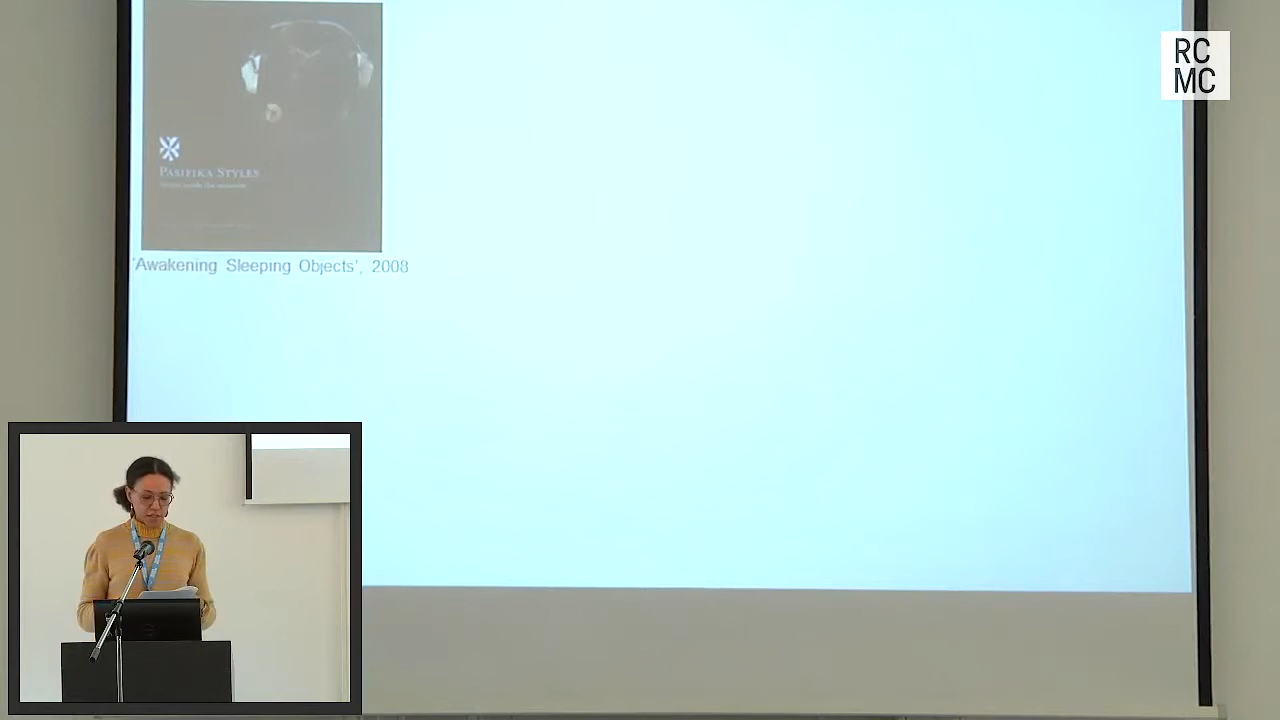 RC
MC
PASIFIKA STYLES
'Awakening Sleeping Objects', 2008